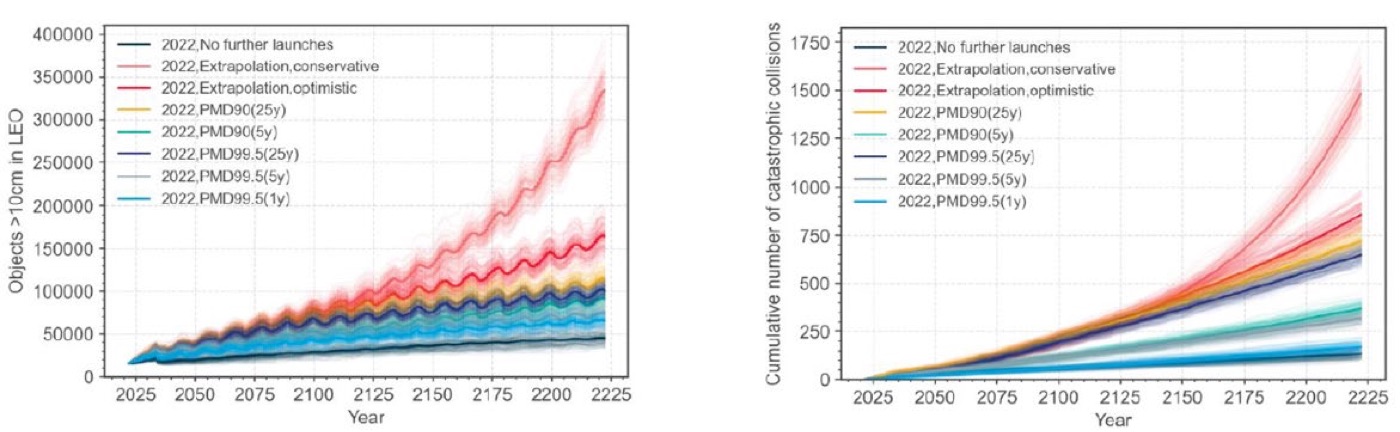 Objects >10cm in LEO
400000
350000
300000
250000
200000
150000
100000
50000
0
2022,No further launches
2022,Extrapolation,conservative
2022,Extrapolation,optimistic
2022,PMD90(25y)
2022,PMD90(5y)
2022,PMD99.5(25y)
2022,PMD99.5(5y)
2022,PMD99.5(1y)
2025 2050 2075 2100 2125 2150 2175 2200 2225
Year
Cumulative number of catastrophic collisions
1750
1500
1250
1000
750
500
250
0
2022,No further launches
2022,Extrapolation,conservative
2022,Extrapolation,optimistic
2022,PMD90(25y)
2022,PMD90(5y)
2022,PMD99.5(25y)
2022,PMD99.5(5y)
2022,PMD99.5(1y)
2025 2050 2075 2100 2125 2150 2175 2200 2225
Year